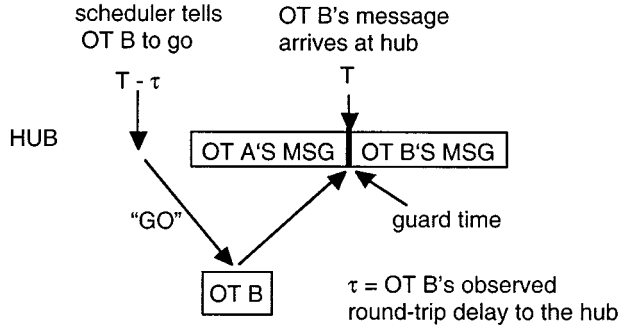 scheduler tells
OT B to go
T - τ
OT B's message
arrives at hub
T
HUB
OT A'S MSG
OT B'S MSG
"GO"
guard time
OT B
τ = OT B's observed
round-trip delay to the hub